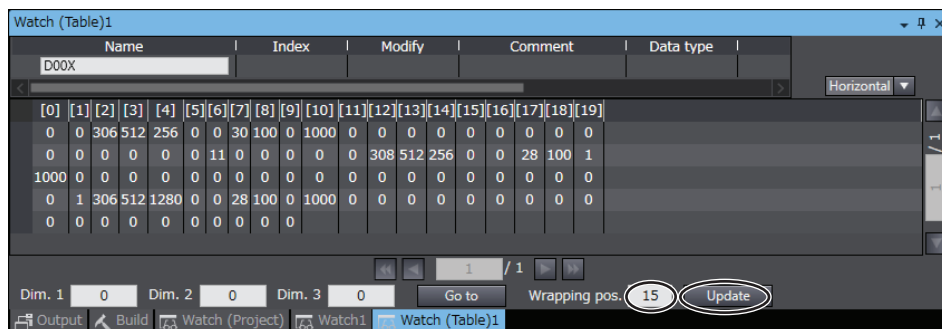 Watch (Table)1
Name Index Modify Comment Data type
D00X
Horizontal
[0] [1] [2] [3] [4] [5] [6] [7] [8] [9] [10] [11] [12] [13] [14] [15] [16] [17] [18] [19]
0 0 306 512 256 0 0 30 100 0 1000 0 0 0 0 0 0 0 0 0
0 0 0 0 0 0 11 0 0 0 0 0 308 512 256 0 0 28 100 1
1000 0 0 0 0 0 0 0 0 0 0 0 0 0 0 0 0 0 0 0
0 1 306 512 1280 0 0 28 100 0 1000 0 0 0 0 0 0 0 0 0
0 0 0 0 0 0 0 0 0 0
1 / 1
1 / 1
Dim. 1 0 Dim. 2 0 Dim. 3 0 Go to Wrapping pos. 15 Update
Output Build Watch (Project) Watch1 Watch (Table)1